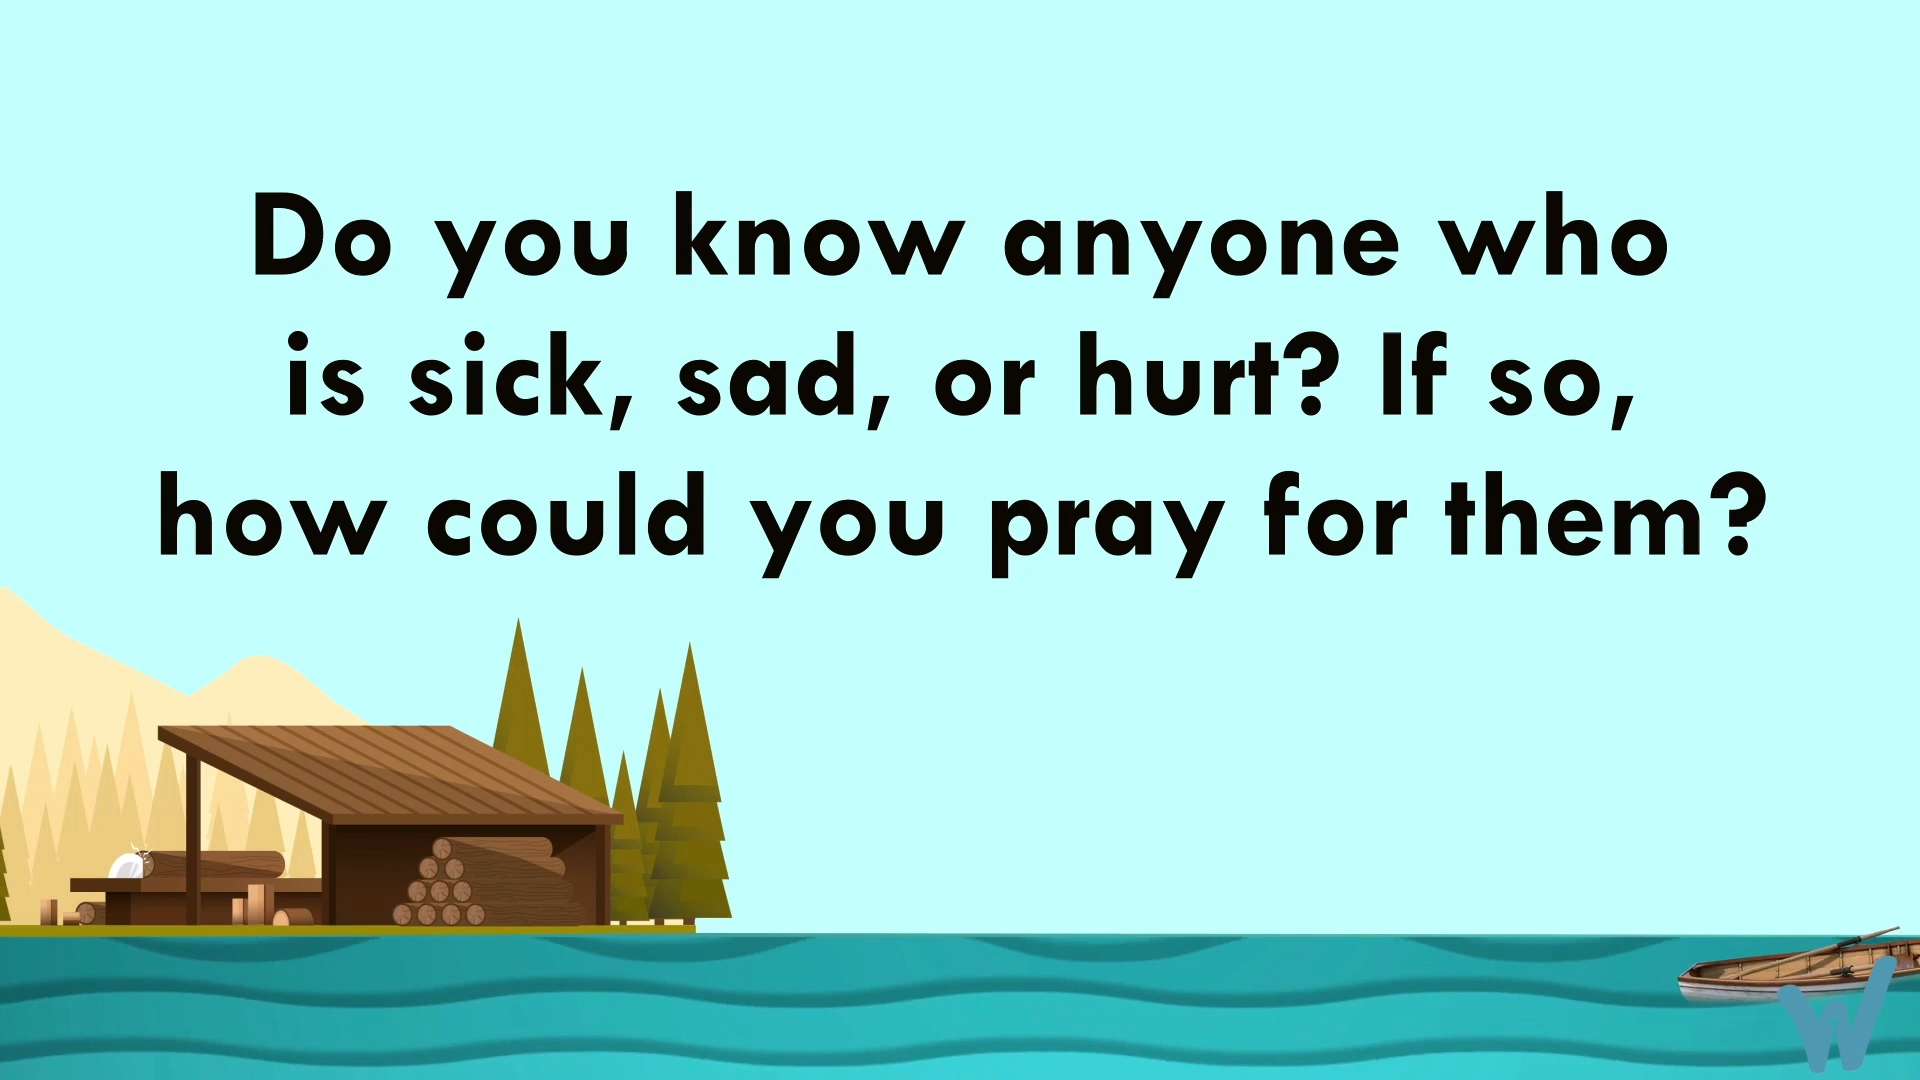 Do you know anyone who
is sick, sad, or hurt? If so,
how could you pray for them?
W